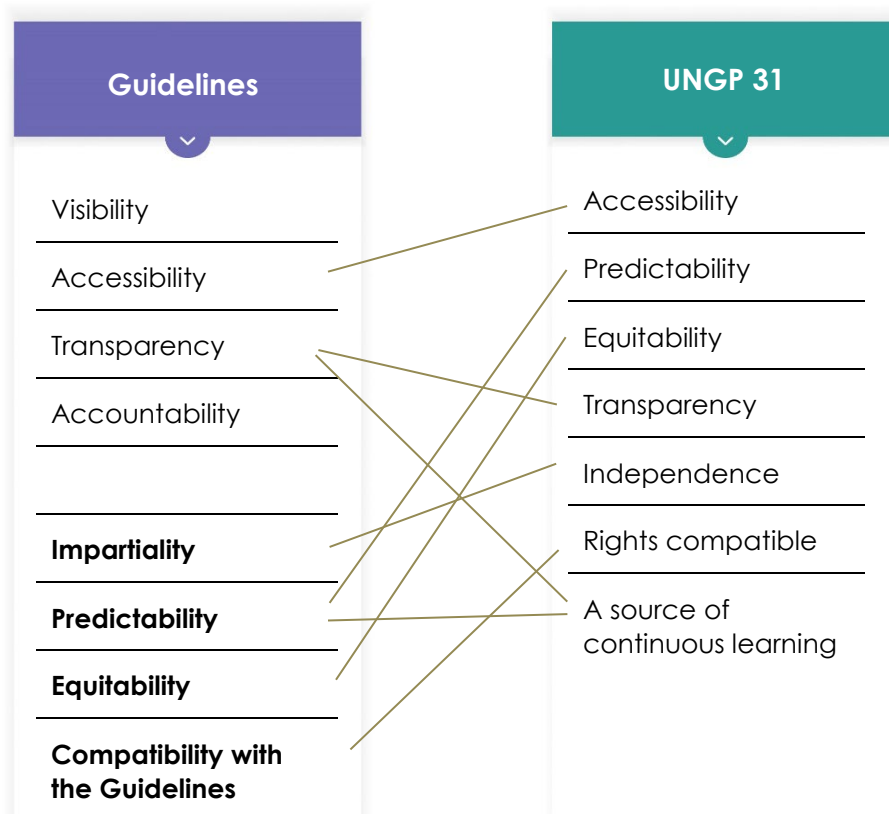 Guidelines
Visibility
Accessibility
Transparency
Accountability
Impartiality
Predictability
Equitability
Compatibility with
the Guidelines
UNGP 31
Accessibility
Predictability
Equitability
Transparency
Independence
Rights compatible
A source of
continuous learning